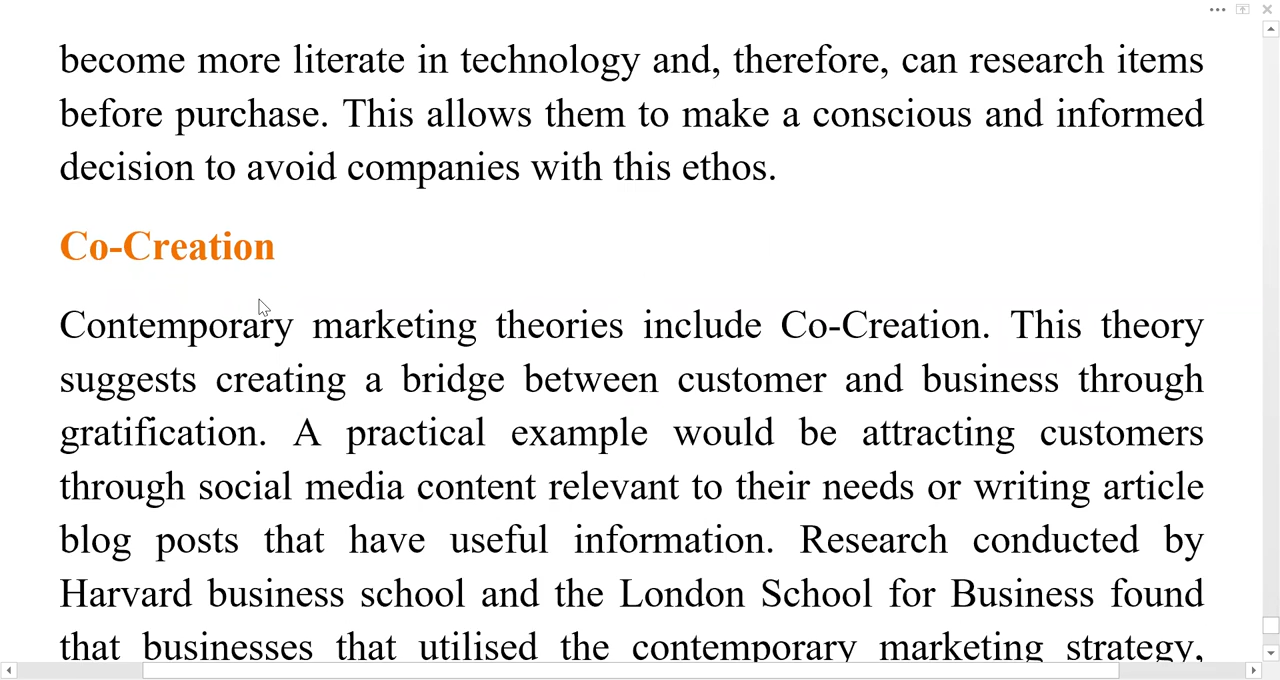 become more literate in technology and, therefore, can research items
before purchase. This allows them to make a conscious and informed
decision to avoid companies with this ethos.
Co-Creation
Contemporary marketing theories include Co-Creation. This theory
suggests creating a bridge between customer and business through
gratification. A practical example would be attracting customers
through social media content relevant to their needs or writing article
blog posts that have useful information. Research conducted by
Harvard business school and the London School for Business found
that businesses that utilised the contemporary marketing strategy,